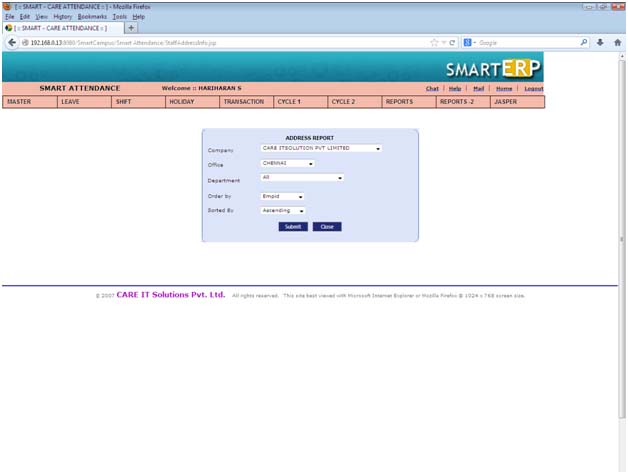 [ :: SMART - CARE ATTENDANCE :: ] - Mozilla Firefox
File Edit View History Bookmarks Tools Help
[ :: SMART - CARE ATTENDANCE :: ]
192.168.0.13:8080/SmartCampus/Smart Attendance/StaffAddressInfo.jsp
Google
SMARTERP
SMART ATTENDANCE Welcome :: HARIHARAN S Chat | Help | Mail | Home | Logout
MASTER LEAVE SHIFT HOLIDAY TRANSACTION CYCLE 1 CYCLE 2 REPORTS REPORTS -2 JASPER
ADDRESS REPORT
Company CARE ITSOLUTION PVT LIMITED
Office CHENNAI
Department All
Order by Empid
Sorted By Ascending
Submit Close
© 2007 CARE IT Solutions Pvt. Ltd. All rights reserved. This site best viewed with Microsoft Internet Explorer or Mozilla Firefox @ 1024 x 768 screen size.